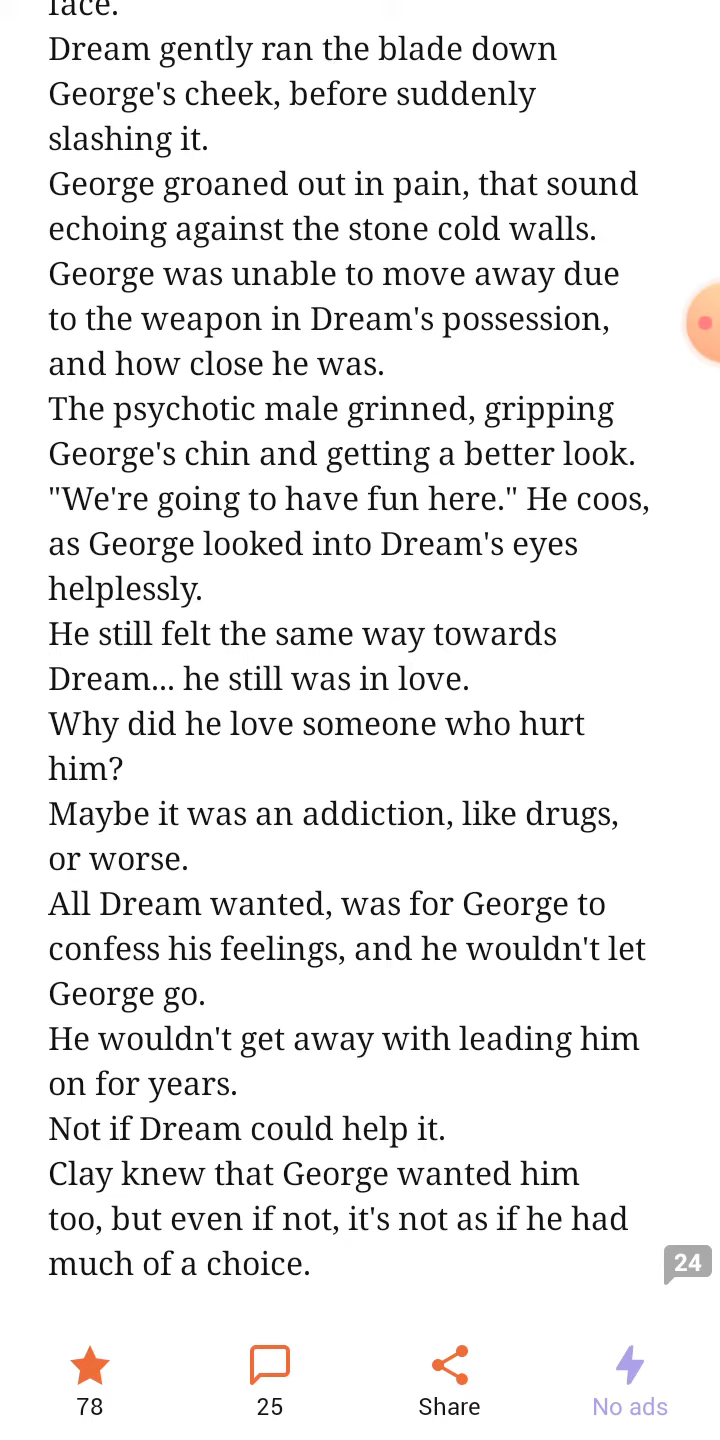 face.
Dream gently ran the blade down
George's cheek, before suddenly
slashing it.
George groaned out in pain, that sound
echoing against the stone cold walls.
George was unable to move away due
to the weapon in Dream's possession,
and how close he was.
The psychotic male grinned, gripping
George's chin and getting a better look.
"We're going to have fun here." He coos,
as George looked into Dream's eyes
helplessly.
He still felt the same way towards
Dream... he still was in love.
Why did he love someone who hurt
him?
Maybe it was an addiction, like drugs,
or worse.
All Dream wanted, was for George to
confess his feelings, and he wouldn't let
George go.
He wouldn't get away with leading him
on for years.
Not if Dream could help it.
Clay knew that George wanted him
too, but even if not, it's not as if he had
much of a choice.
24
78
25
Share
No ads